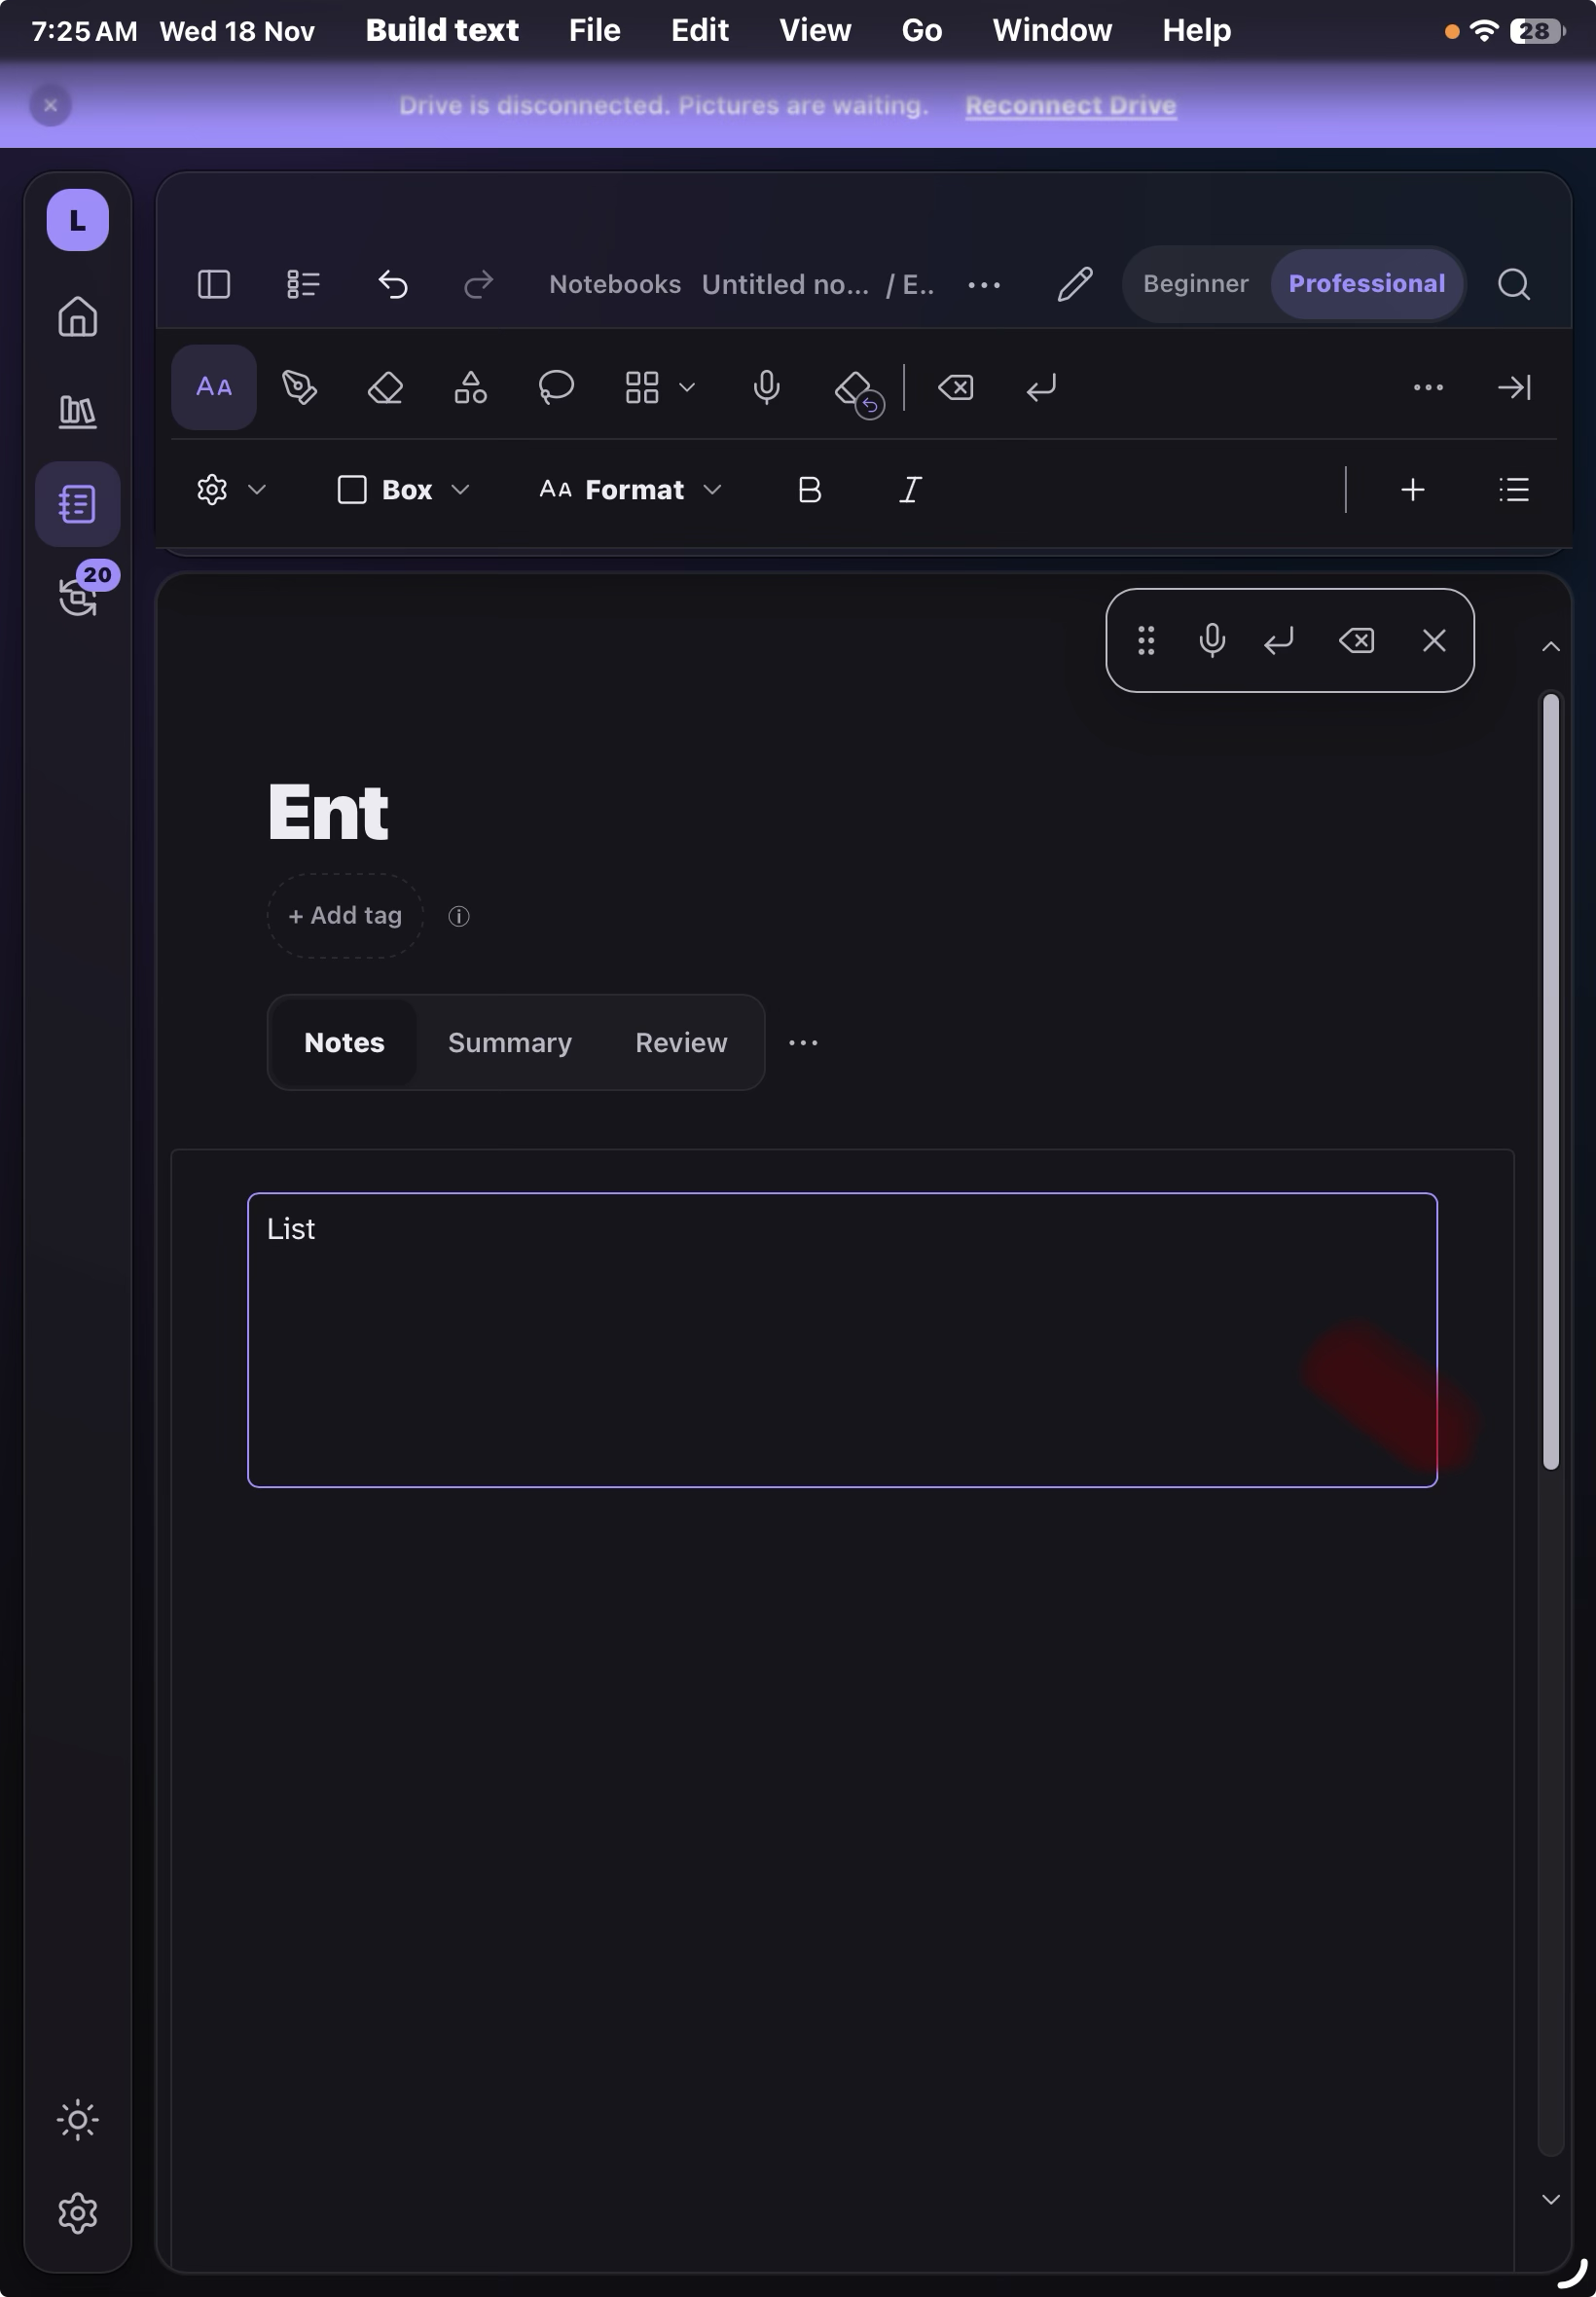 7:25 AM Wed 18 Nov Build text File Edit View Go Window Help 28
Drive is disconnected. Pictures are waiting. Reconnect Drive
L
Notebooks Untitled no... / E.. Beginner Professional
AA
Box AA Format B I
20
Ent
+ Add tag
Notes Summary Review
List